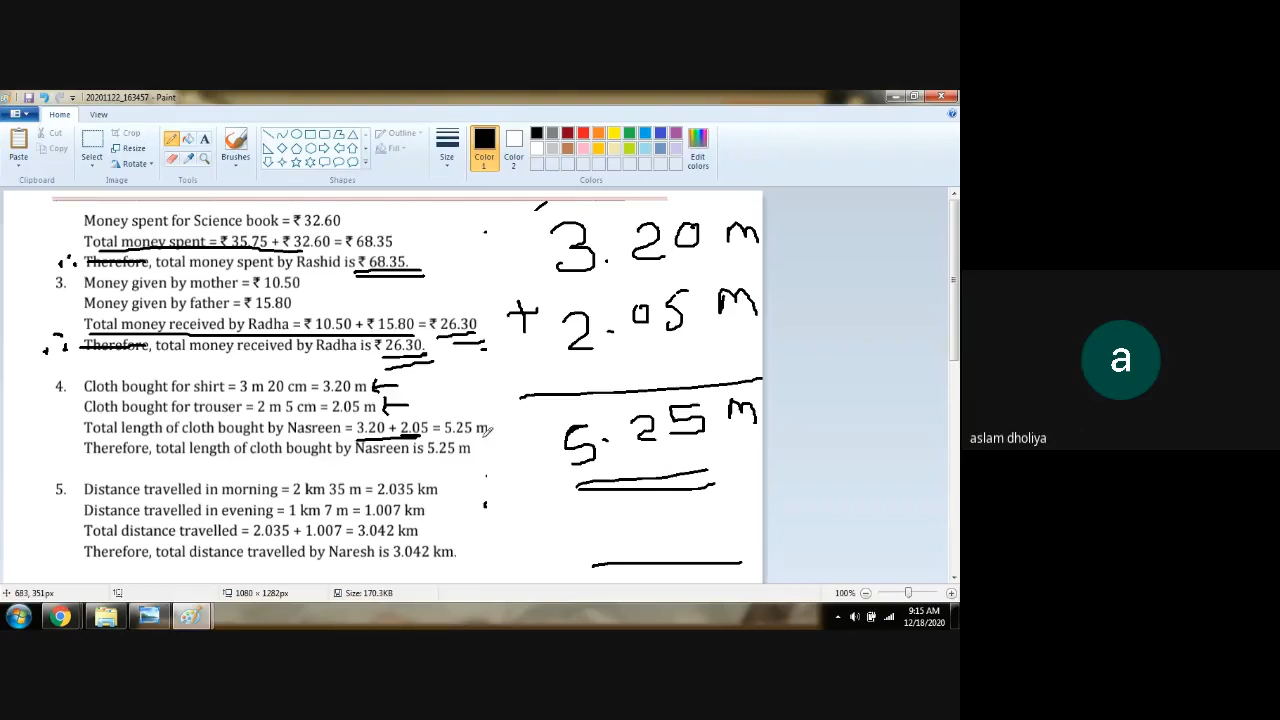 20201122_163457 - Paint
Home
View
Paste
Cut
Copy
Clipboard
Select
Crop
Resize
Rotate
Image
A
Tools
Brushes
Outline
Fill
Shapes
Size
Color 1
Color 2
Edit colors
Colors
Money spent for Science book = ₹ 32.60
Total money spent = ₹ 35.75 + ₹ 32.60 = ₹ 68.35
∴ Therefore, total money spent by Rashid is ₹ 68.35.
3. Money given by mother = ₹ 10.50
Money given by father = ₹ 15.80
Total money received by Radha = ₹ 10.50 + ₹ 15.80 = ₹ 26.30
∴ Therefore, total money received by Radha is ₹ 26.30.
4. Cloth bought for shirt = 3 m 20 cm = 3.20 m
Cloth bought for trouser = 2 m 5 cm = 2.05 m
Total length of cloth bought by Nasreen = 3.20 + 2.05 = 5.25 m
Therefore, total length of cloth bought by Nasreen is 5.25 m
5. Distance travelled in morning = 2 km 35 m = 2.035 km
Distance travelled in evening = 1 km 7 m = 1.007 km
Total distance travelled = 2.035 + 1.007 = 3.042 km
Therefore, total distance travelled by Naresh is 3.042 km.
3.20 m
+ 2.05 m
5.25 m
683, 351px
1080 × 1282px
Size: 170.3KB
100%
9:15 AM
12/18/2020
a
aslam dholiya